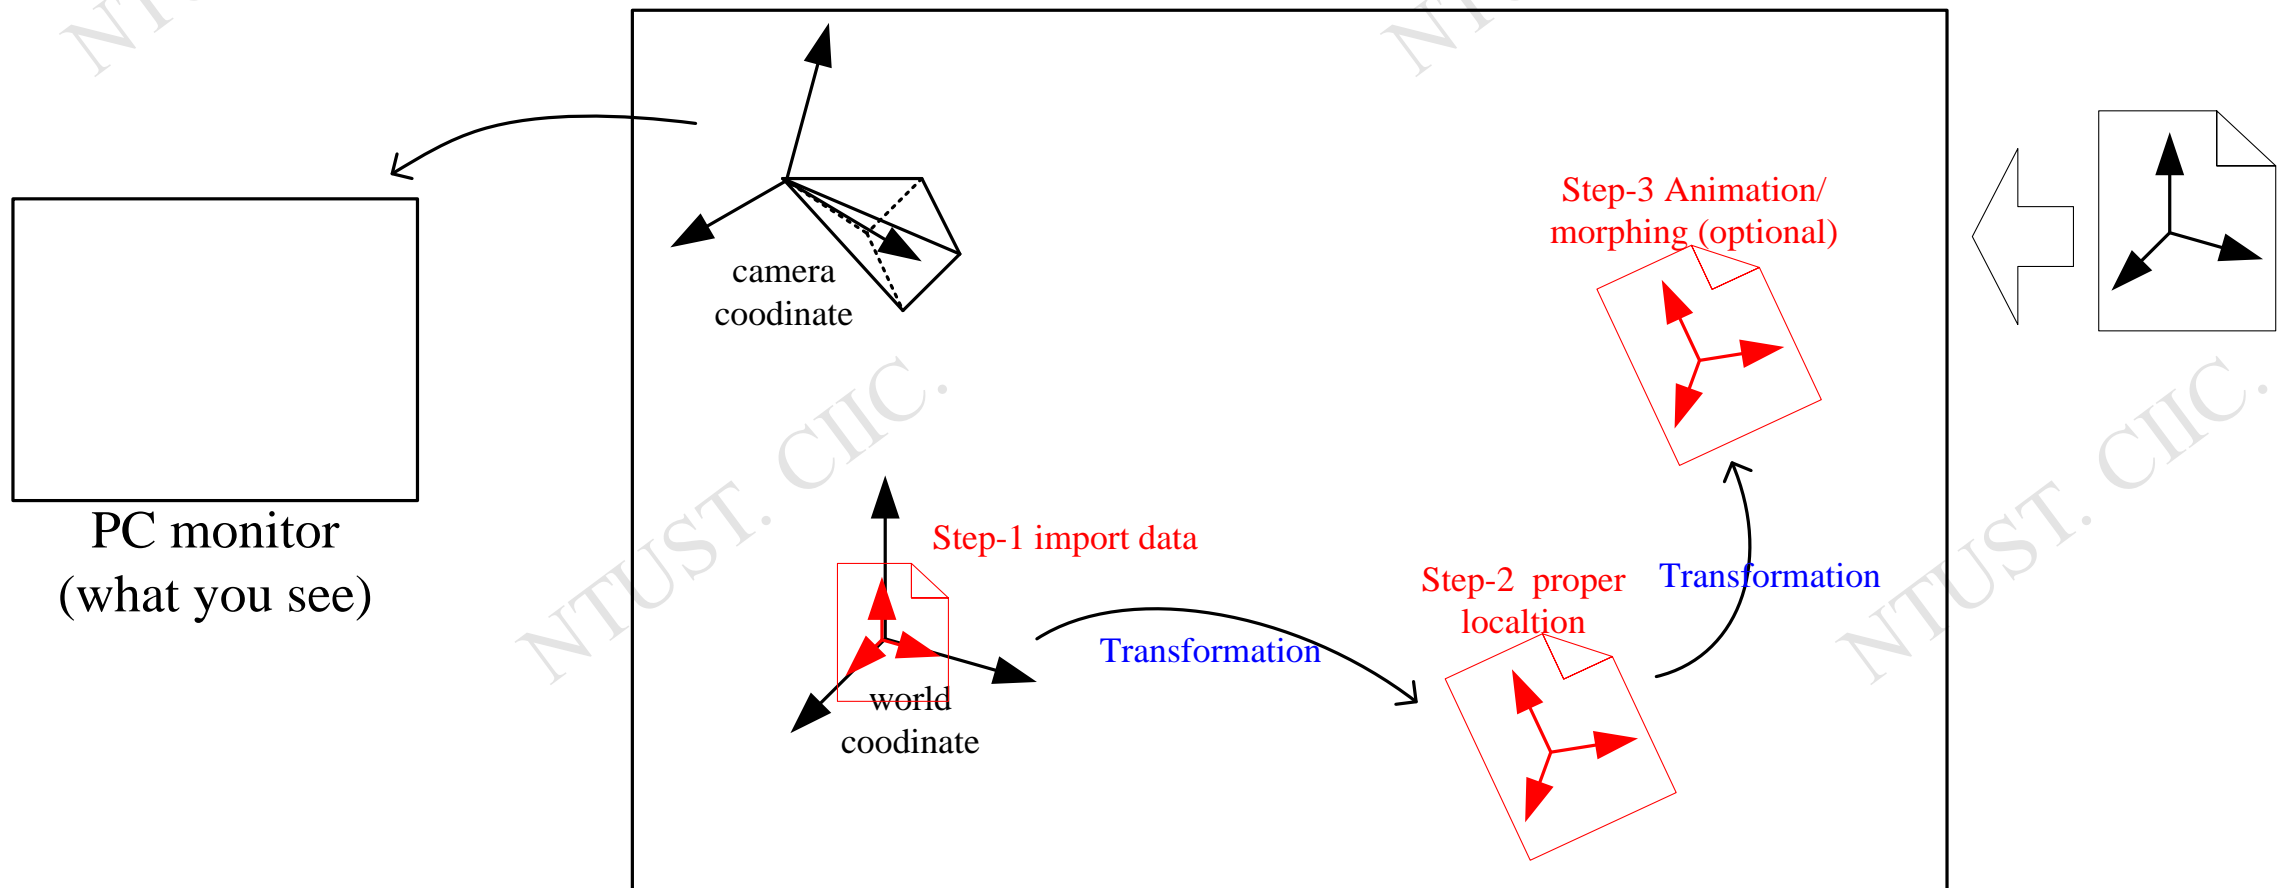 NTUST. CIIC.
NTUST. CIIC.
camera
coodinate
Step-3 Animation/
morphing (optional)
PC monitor
(what you see)
Step-1 import data
world
coodinate
Transformation
Step-2 proper
localtion
Transformation